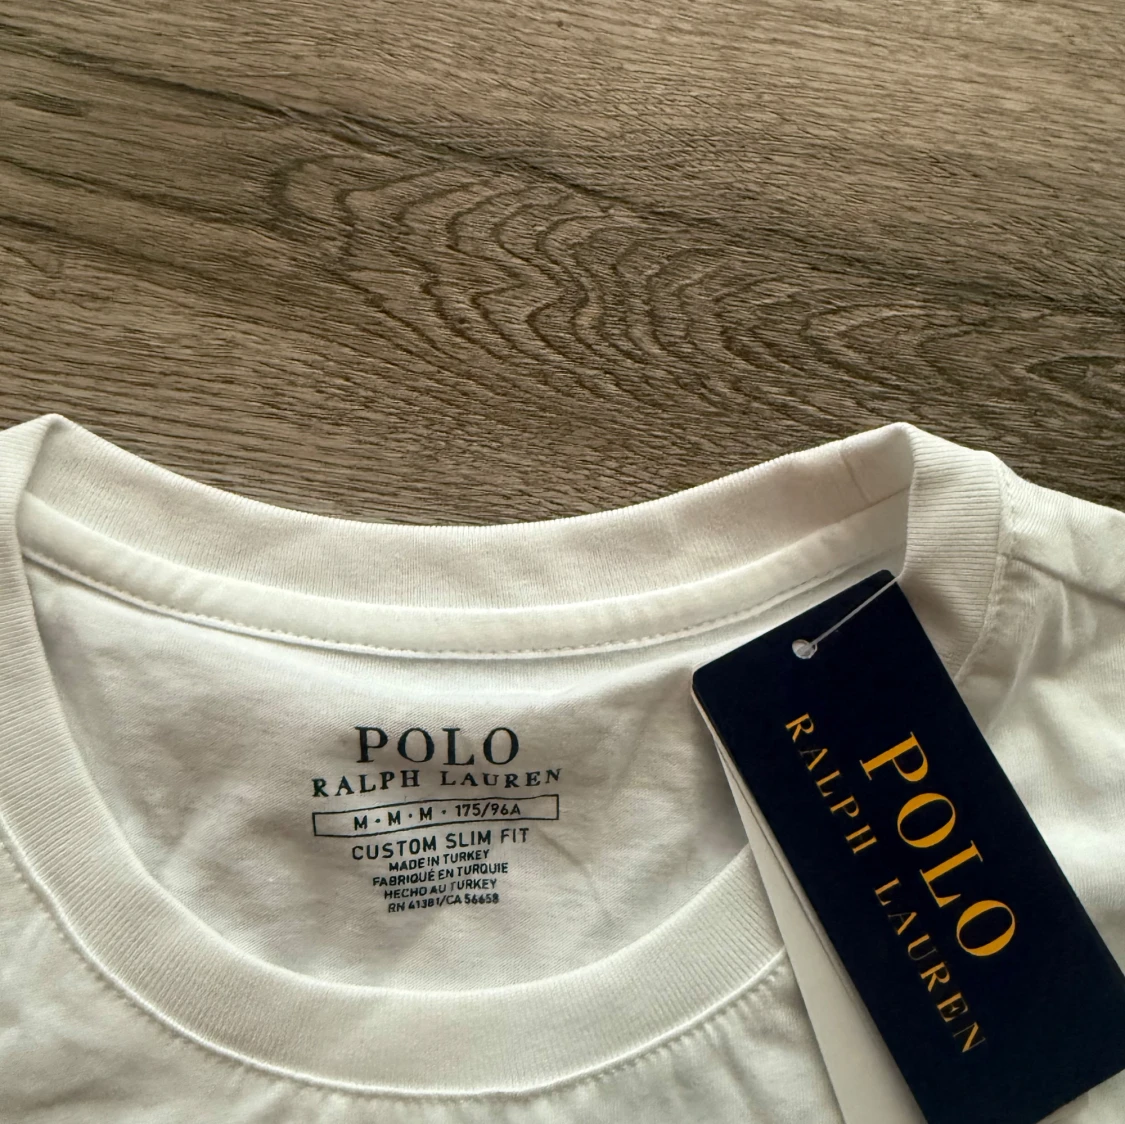 POLO
RALPH LAUREN
M • M • M • 175/96A
CUSTOM SLIM FIT
MADE IN TURKEY
FABRIQUÉ EN TURQUIE
HECHO AU TURKEY
RN 41381/CA 56658
POLO
RALPH LAUREN